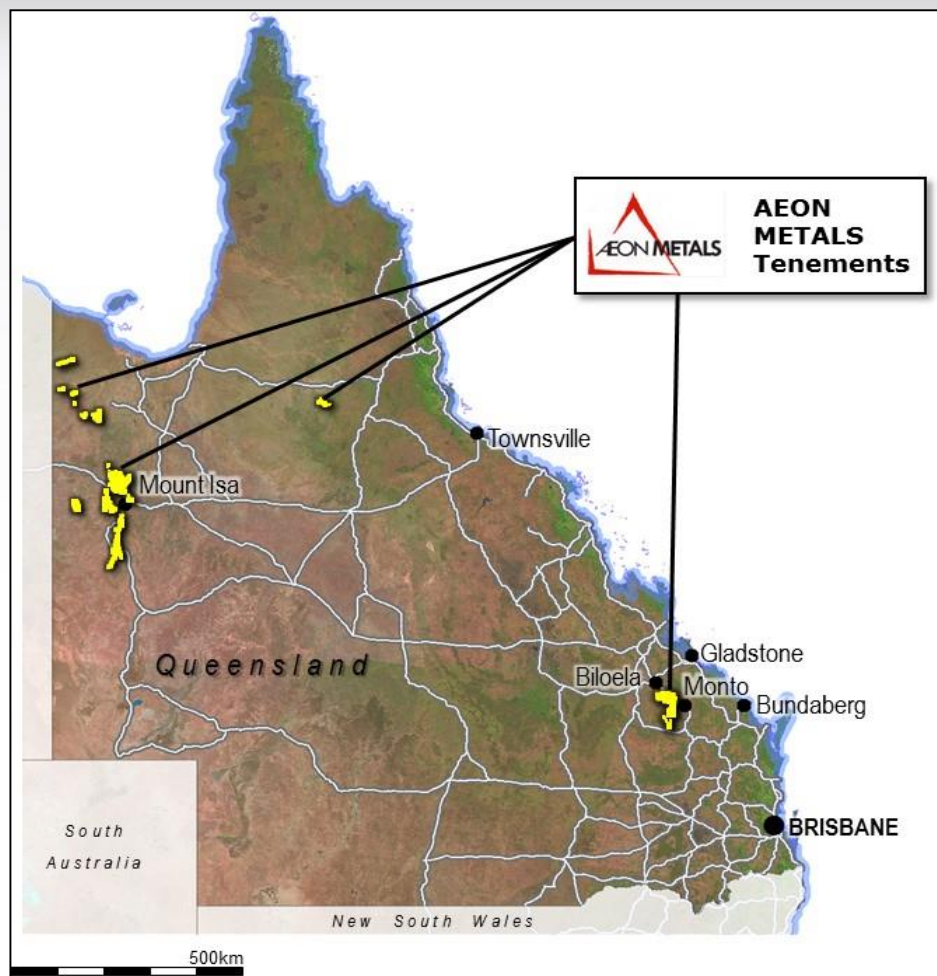 ÆON METALS
AEON
METALS
Tenements
Townsville
Mount Isa
Queensland
Gladstone
Biloela
Monto
Bundaberg
BRISBANE
South
Australia
New South Wales
500km